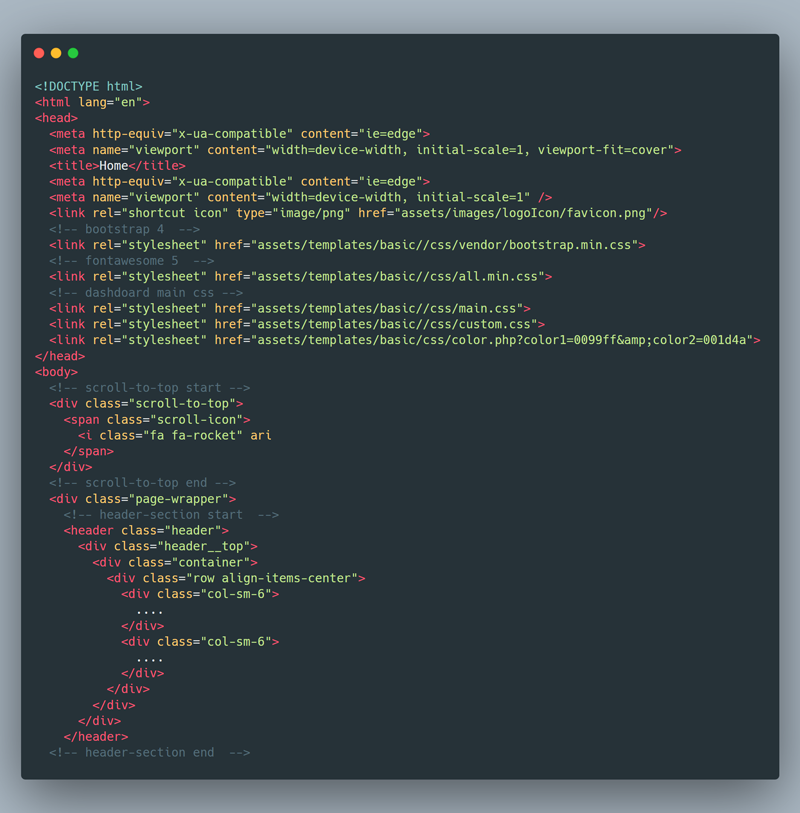 <!DOCTYPE html>
<html lang="en">
<head>
  <meta http-equiv="x-ua-compatible" content="ie=edge">
  <meta name="viewport" content="width=device-width, initial-scale=1, viewport-fit=cover">
  <title>Home</title>
  <meta http-equiv="x-ua-compatible" content="ie=edge">
  <meta name="viewport" content="width=device-width, initial-scale=1" />
  <link rel="shortcut icon" type="image/png" href="assets/images/logoIcon/favicon.png"/>
  <!-- bootstrap 4  -->
  <link rel="stylesheet" href="assets/templates/basic//css/vendor/bootstrap.min.css">
  <!-- fontawesome 5  -->
  <link rel="stylesheet" href="assets/templates/basic//css/all.min.css">
  <!-- dashdoard main css -->
  <link rel="stylesheet" href="assets/templates/basic//css/main.css">
  <link rel="stylesheet" href="assets/templates/basic//css/custom.css">
  <link rel="stylesheet" href="assets/templates/basic/css/color.php?color1=0099ff&amp;color2=001d4a">
</head>
<body>
  <!-- scroll-to-top start -->
  <div class="scroll-to-top">
    <span class="scroll-icon">
      <i class="fa fa-rocket" ari
    </span>
  </div>
  <!-- scroll-to-top end -->
  <div class="page-wrapper">
    <!-- header-section start  -->
    <header class="header">
      <div class="header__top">
        <div class="container">
          <div class="row align-items-center">
            <div class="col-sm-6">
              ....
            </div>
            <div class="col-sm-6">
              ....
            </div>
          </div>
        </div>
      </div>
    </header>
  <!-- header-section end  -->